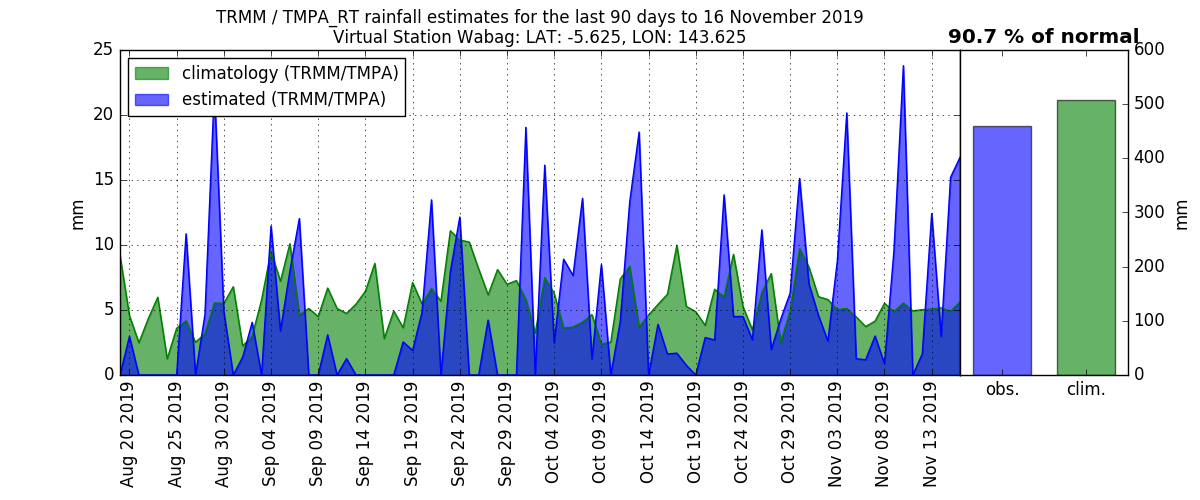 TRMM / TMPA_RT rainfall estimates for the last 90 days to 16 November 2019
Virtual Station Wabag: LAT: -5.625, LON: 143.625
90.7 % of normal
climatology (TRMM/TMPA)
estimated (TRMM/TMPA)
25
20
15
10
5
0
mm
600
500
400
300
200
100
0
mm
Aug 20 2019
Aug 25 2019
Aug 30 2019
Sep 04 2019
Sep 09 2019
Sep 14 2019
Sep 19 2019
Sep 24 2019
Sep 29 2019
Oct 04 2019
Oct 09 2019
Oct 14 2019
Oct 19 2019
Oct 24 2019
Oct 29 2019
Nov 03 2019
Nov 08 2019
Nov 13 2019
obs.
clim.